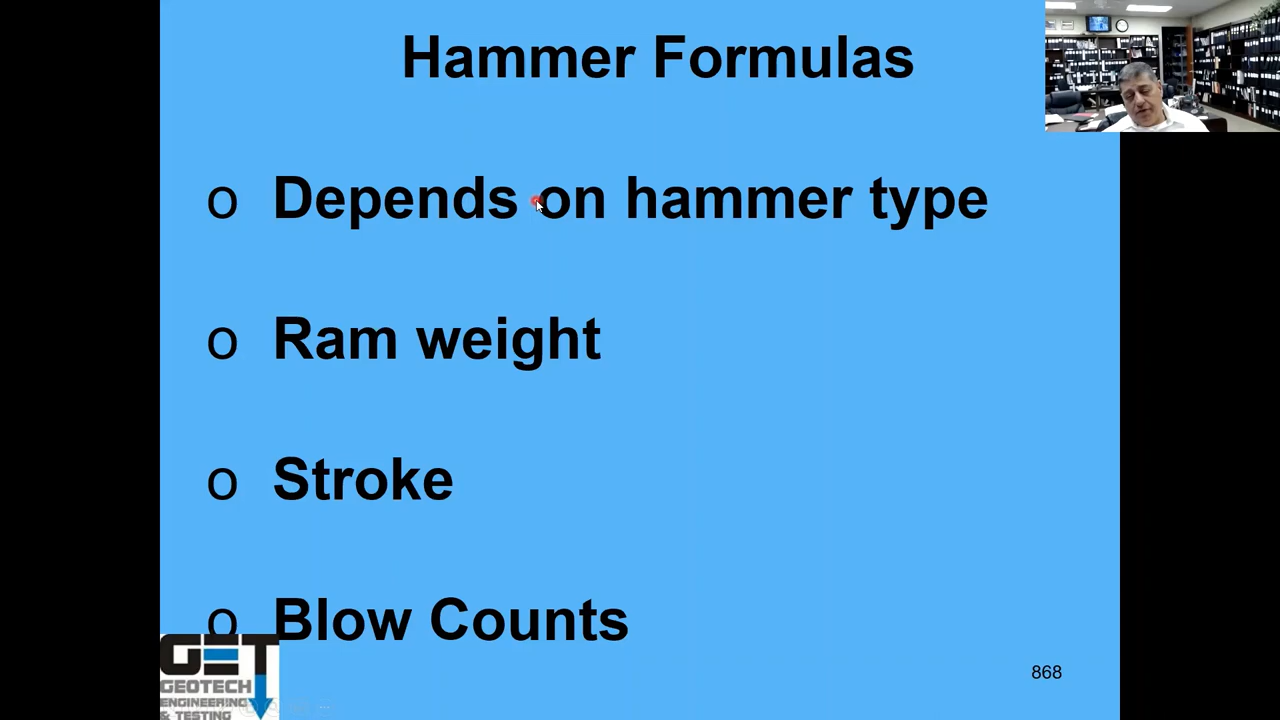 Hammer Formulas
o Depends on hammer type
o Ram weight
o Stroke
o Blow Counts
GET
GEOTECH
ENGINEERING
& TESTING
868